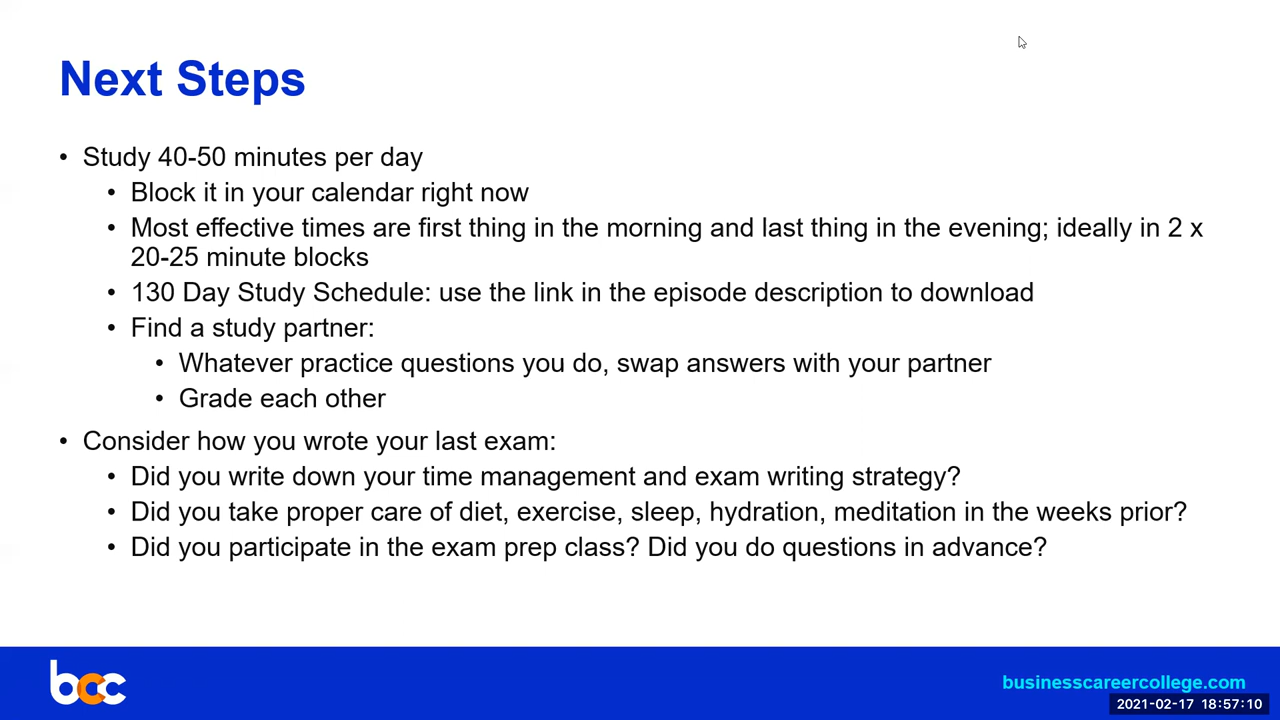 Next Steps
• Study 40-50 minutes per day
• Block it in your calendar right now
• Most effective times are first thing in the morning and last thing in the evening; ideally in 2 x
20-25 minute blocks
• 130 Day Study Schedule: use the link in the episode description to download
• Find a study partner:
• Whatever practice questions you do, swap answers with your partner
• Grade each other
• Consider how you wrote your last exam:
• Did you write down your time management and exam writing strategy?
• Did you take proper care of diet, exercise, sleep, hydration, meditation in the weeks prior?
• Did you participate in the exam prep class? Did you do questions in advance?
bcc
businesscareercollege.com
2021-02-17 18:57:10